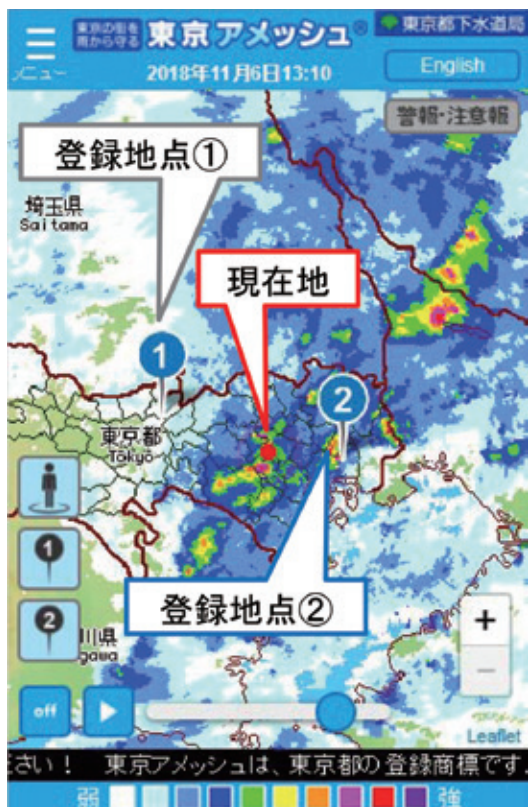 メニュー
東京の街を
雨から守る
東京アメッシュ®
東京都下水道局
2018年11月6日13:10
English
警報・注意報
登録地点①
埼玉県
Saitama
現在地
1
2
東京都
Tōkyō
1
登録地点②
2
川県
gawa
+
−
off
Leaflet
ださい！ 東京アメッシュは、東京都の登録商標です.
弱
強